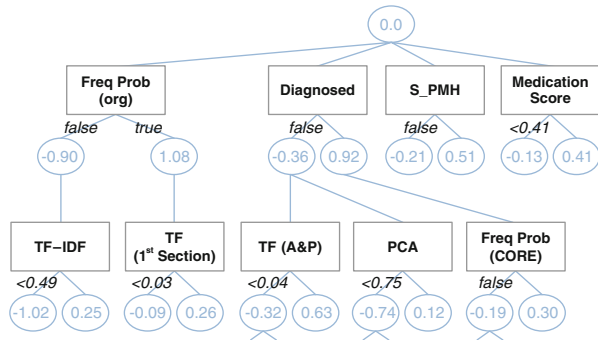 0.0
Freq Prob
(org)
Diagnosed
S_PMH
Medication
Score
false true false false <0.41
-0.90 1.08 -0.36 0.92 -0.21 0.51 -0.13 0.41
TF–IDF
TF
(1st Section)
TF (A&P)
PCA
Freq Prob
(CORE)
<0.49 <0.03 <0.04 <0.75 false
-1.02 0.25 -0.09 0.26 -0.32 0.63 -0.74 0.12 -0.19 0.30